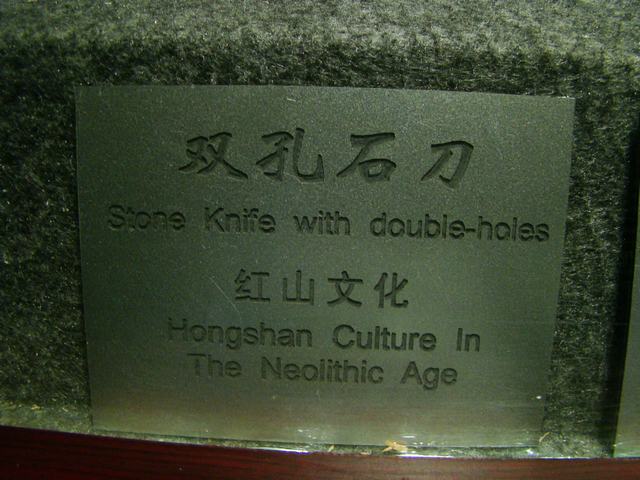 双孔石刀
Stone Knife with double-holes
红山文化
Hongshan Culture In
The Neolithic Age